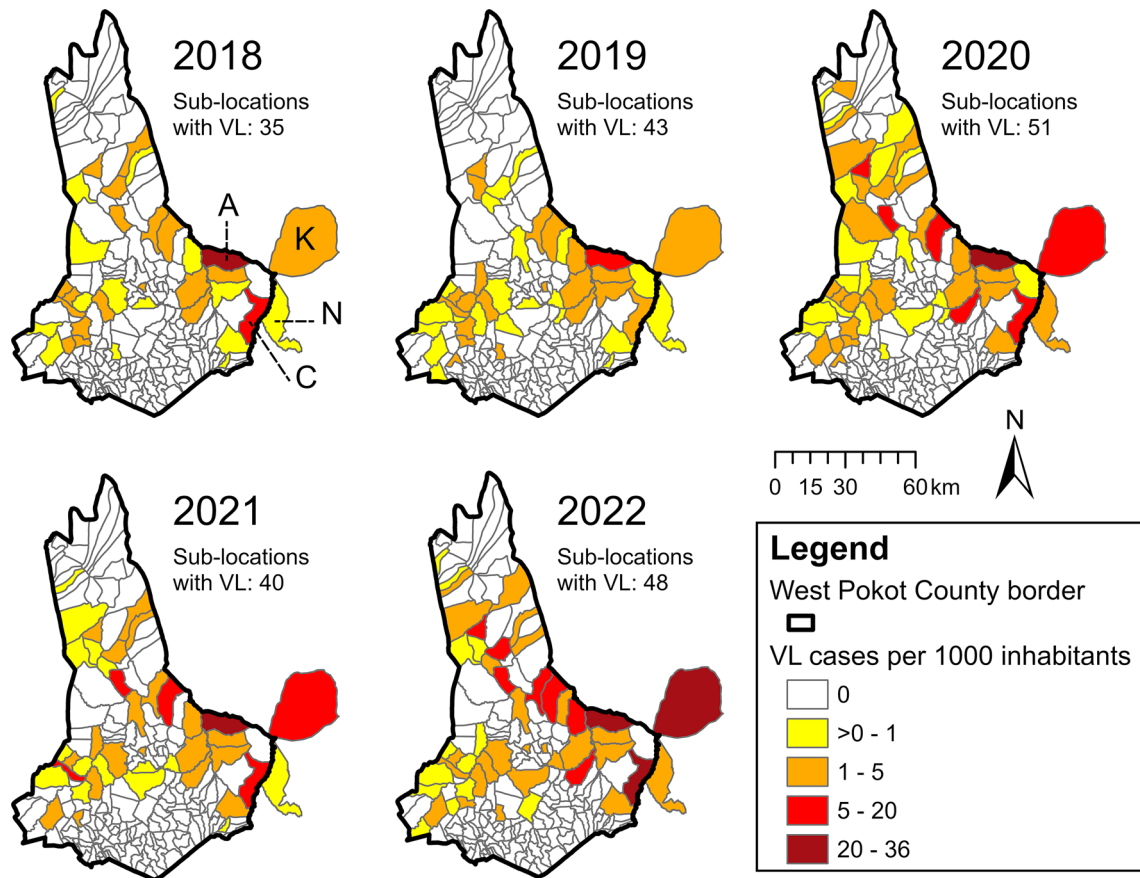 2018
Sub-locations
with VL: 35
A
K
N
C
2019
Sub-locations
with VL: 43
2020
Sub-locations
with VL: 51
N
0 15 30 60 km
2021
Sub-locations
with VL: 40
2022
Sub-locations
with VL: 48
Legend
West Pokot County border
VL cases per 1000 inhabitants
0
>0 - 1
1 - 5
5 - 20
20 - 36